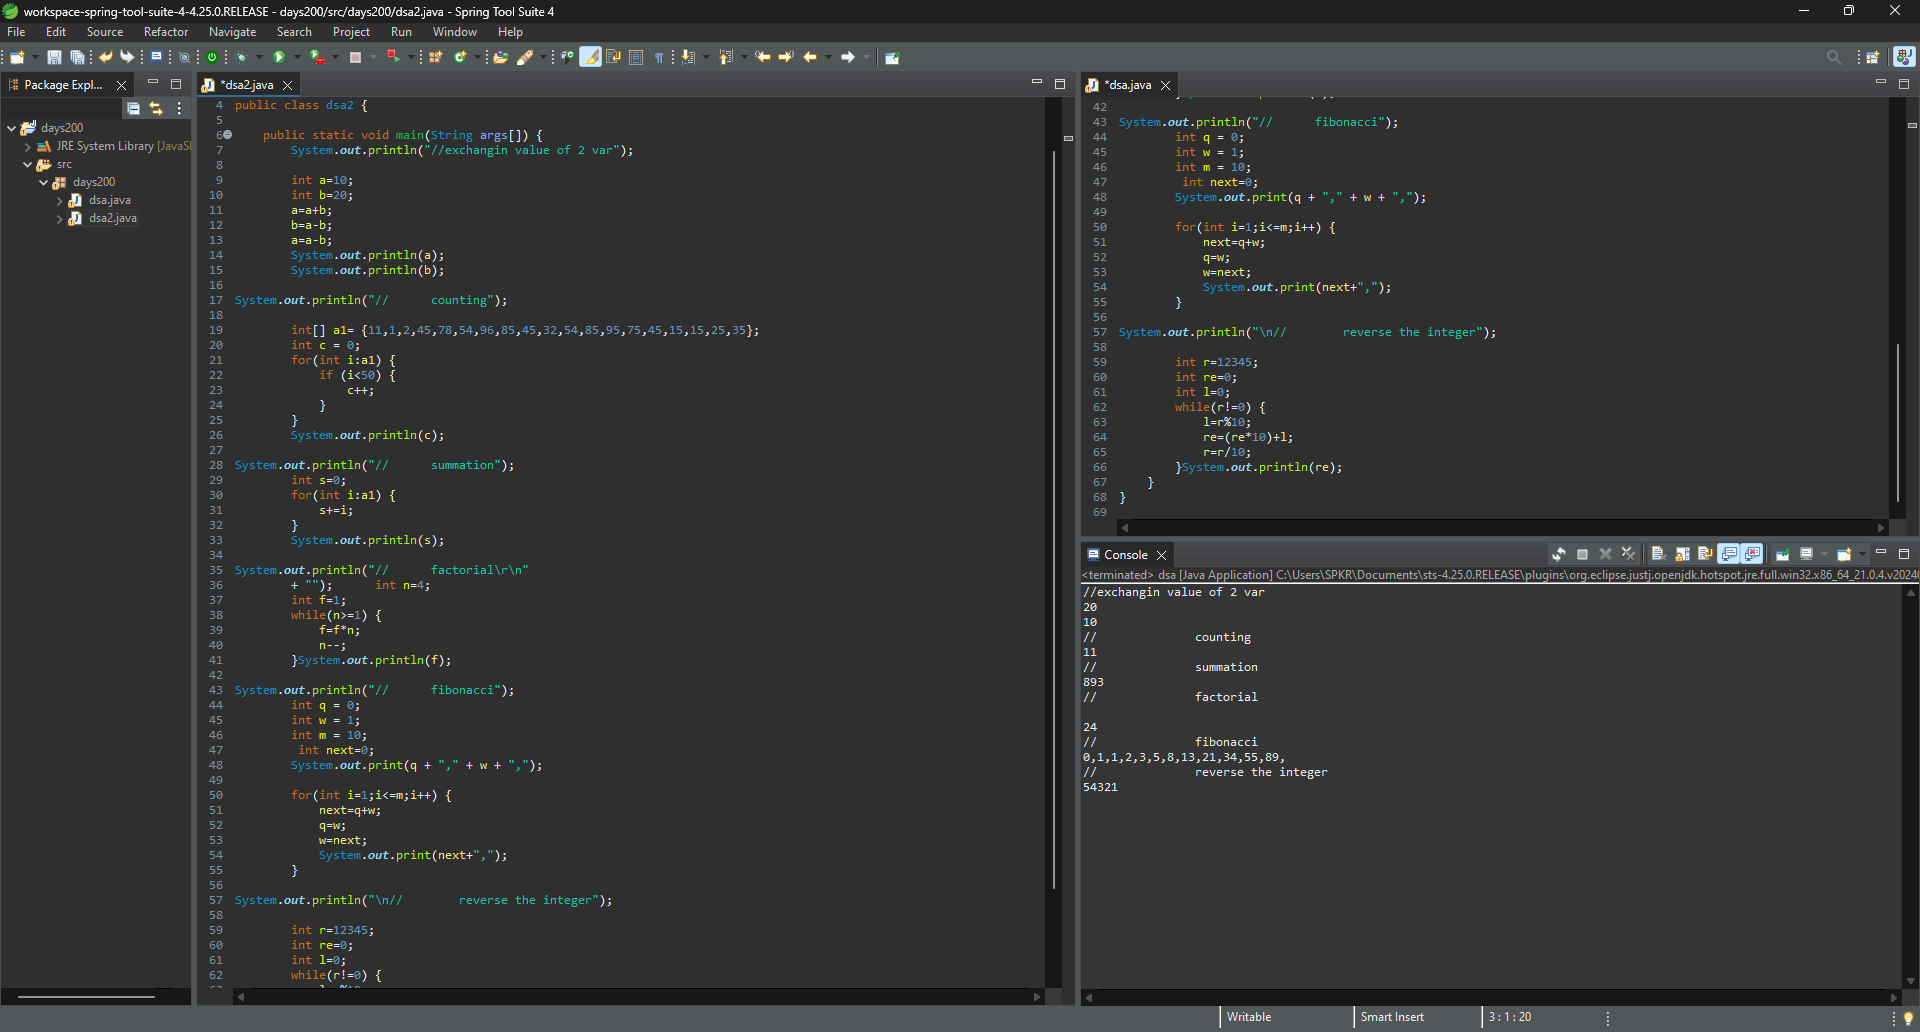 workspace-spring-tool-suite-4-4.25.0.RELEASE - days200/src/days200/dsa2.java - Spring Tool Suite 4
File Edit Source Refactor Navigate Search Project Run Window Help
Package Expl...
days200
JRE System Library [JavaS
src
days200
dsa.java
dsa2.java
*dsa2.java
4 public class dsa2 {
5
6 public static void main(String args[]) {
7 System.out.println("//exchangin value of 2 var");
8
9 int a=10;
10 int b=20;
11 a=a+b;
12 b=a-b;
13 a=a-b;
14 System.out.println(a);
15 System.out.println(b);
16
17 System.out.println("// counting");
18
19 int[] a1= {11,1,2,45,78,54,96,85,45,32,54,85,95,75,45,15,15,25,35};
20 int c = 0;
21 for(int i:a1) {
22 if (i<50) {
23 c++;
24 }
25 }
26 System.out.println(c);
27
28 System.out.println("// summation");
29 int s=0;
30 for(int i:a1) {
31 s+=i;
32 }
33 System.out.println(s);
34
35 System.out.println("// factorial\r\n"
36 + ""); int n=4;
37 int f=1;
38 while(n>=1) {
39 f=f*n;
40 n--;
41 }System.out.println(f);
42
43 System.out.println("// fibonacci");
44 int q = 0;
45 int w = 1;
46 int m = 10;
47 int next=0;
48 System.out.print(q + "," + w + ",");
49
50 for(int i=1;i<=m;i++) {
51 next=q+w;
52 q=w;
53 w=next;
54 System.out.print(next+",");
55 }
56
57 System.out.println("\n// reverse the integer");
58
59 int r=12345;
60 int re=0;
61 int l=0;
62 while(r!=0) {
*dsa.java
42
43 System.out.println("// fibonacci");
44 int q = 0;
45 int w = 1;
46 int m = 10;
47 int next=0;
48 System.out.print(q + "," + w + ",");
49
50 for(int i=1;i<=m;i++) {
51 next=q+w;
52 q=w;
53 w=next;
54 System.out.print(next+",");
55 }
56
57 System.out.println("\n// reverse the integer");
58
59 int r=12345;
60 int re=0;
61 int l=0;
62 while(r!=0) {
63 l=r%10;
64 re=(re*10)+l;
65 r=r/10;
66 }System.out.println(re);
67 }
68 }
69
Console
<terminated> dsa [Java Application] C:\Users\SPKR\Documents\sts-4.25.0.RELEASE\plugins\org.eclipse.justj.openjdk.hotspot.jre.full.win32.x86_64_21.0.4.v2024
//exchangin value of 2 var
20
10
// counting
11
// summation
893
// factorial
24
// fibonacci
0,1,1,2,3,5,8,13,21,34,55,89,
// reverse the integer
54321
Writable Smart Insert 3 : 1 : 20